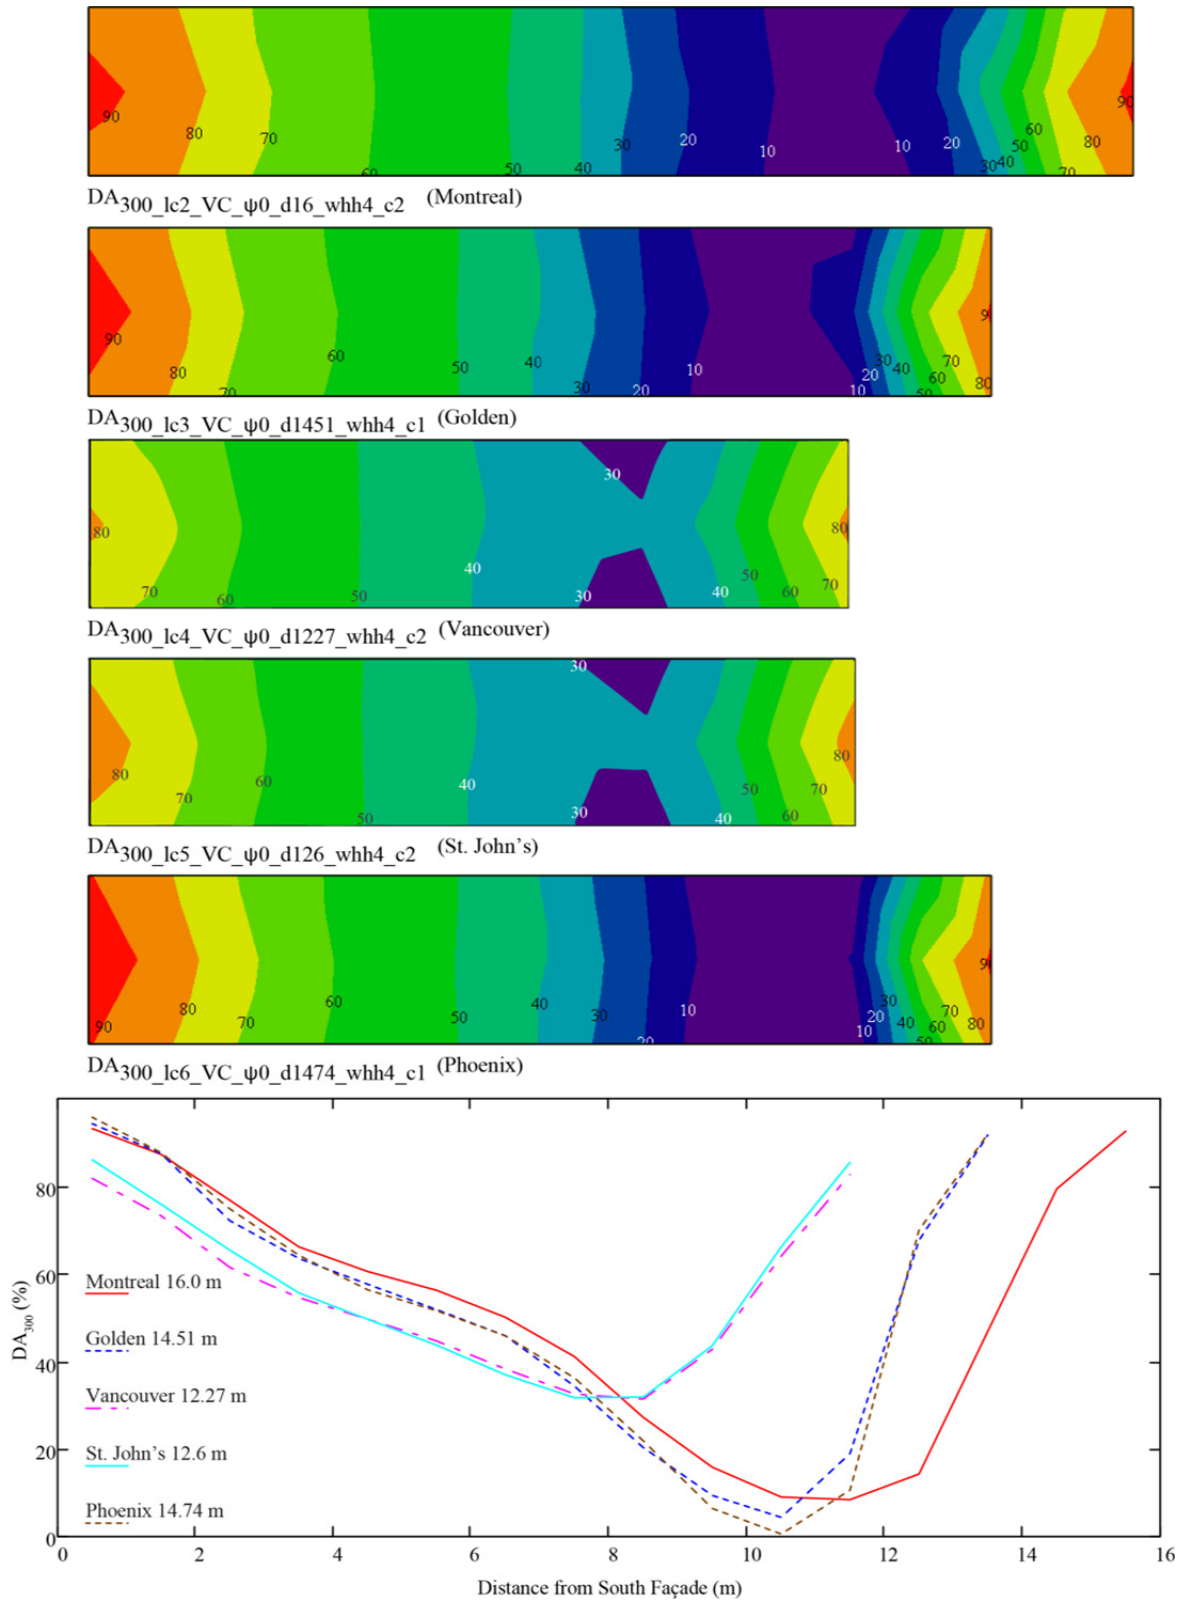 90 80 70 60 50 40 30 20 10 10 20 30 40 50 60 70 80 90
DA300_lc2_VC_ψ0_d16_whh4_c2 (Montreal)
90 80 70 60 50 40 30 20 10 10 20 30 40 50 60 70 80 9
DA300_lc3_VC_ψ0_d1451_whh4_c1 (Golden)
80 70 60 50 40 30 30 40 50 60 70 80
DA300_lc4_VC_ψ0_d1227_whh4_c2 (Vancouver)
80 70 60 50 40 30 30 40 50 60 70 80
DA300_lc5_VC_ψ0_d126_whh4_c2 (St. John’s)
90 80 70 60 50 40 30 20 10 10 20 30 40 50 60 70 80 9
DA300_lc6_VC_ψ0_d1474_whh4_c1 (Phoenix)
DA300 (%)
80
60
40
20
0
Montreal 16.0 m
Golden 14.51 m
Vancouver 12.27 m
St. John’s 12.6 m
Phoenix 14.74 m
0 2 4 6 8 10 12 14 16
Distance from South Façade (m)